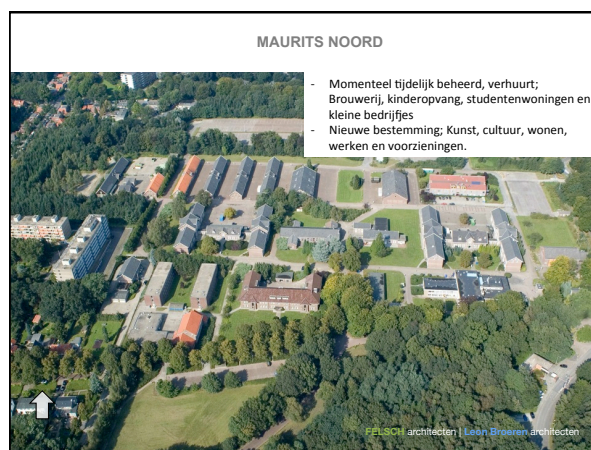 MAURITS NOORD
- Momenteel tijdelijk beheerd, verhuurt;
Brouwerij, kinderopvang, studentenwoningen en
kleine bedrijfjes
- Nieuwe bestemming; Kunst, cultuur, wonen,
werken en voorzieningen.
FELSCH architecten | Leon Broeren architecten